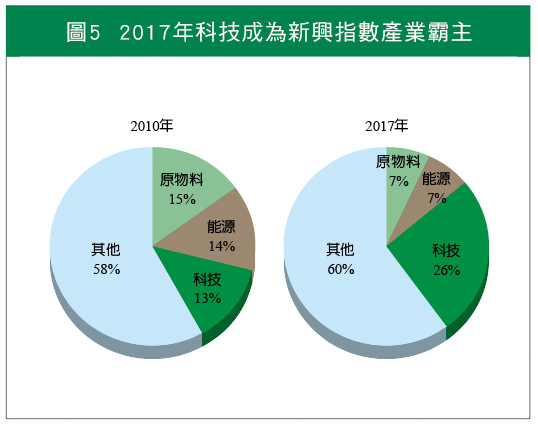 圖5 2017年科技成為新興指數產業霸主
2010年
原物料
15%
能源
14%
科技
13%
其他
58%
2017年
原物料
7%
能源
7%
科技
26%
其他
60%